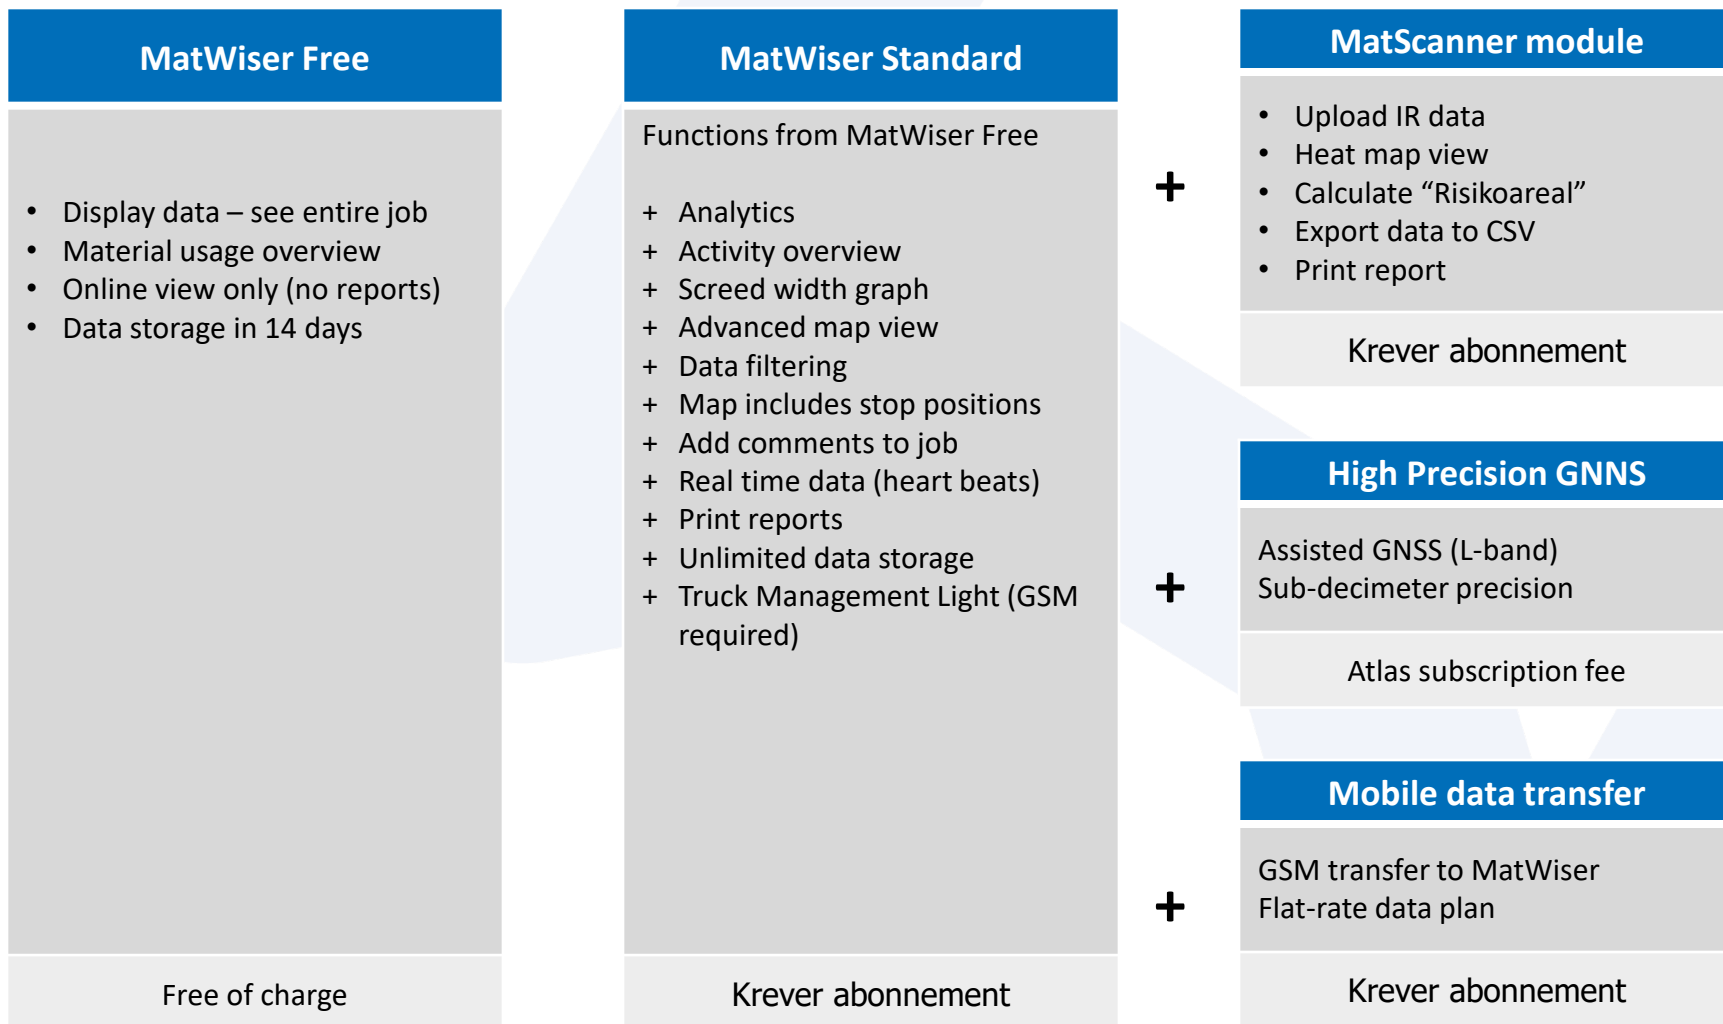 MatWiser Free
• Display data – see entire job
• Material usage overview
• Online view only (no reports)
• Data storage in 14 days
Free of charge
MatWiser Standard
Functions from MatWiser Free
+ Analytics
+ Activity overview
+ Screed width graph
+ Advanced map view
+ Data filtering
+ Map includes stop positions
+ Add comments to job
+ Real time data (heart beats)
+ Print reports
+ Unlimited data storage
+ Truck Management Light (GSM
required)
Krever abonnement
+
MatScanner module
• Upload IR data
• Heat map view
• Calculate “Risikoareal”
• Export data to CSV
• Print report
Krever abonnement
+
High Precision GNNS
Assisted GNSS (L-band)
Sub-decimeter precision
Atlas subscription fee
+
Mobile data transfer
GSM transfer to MatWiser
Flat-rate data plan
Krever abonnement